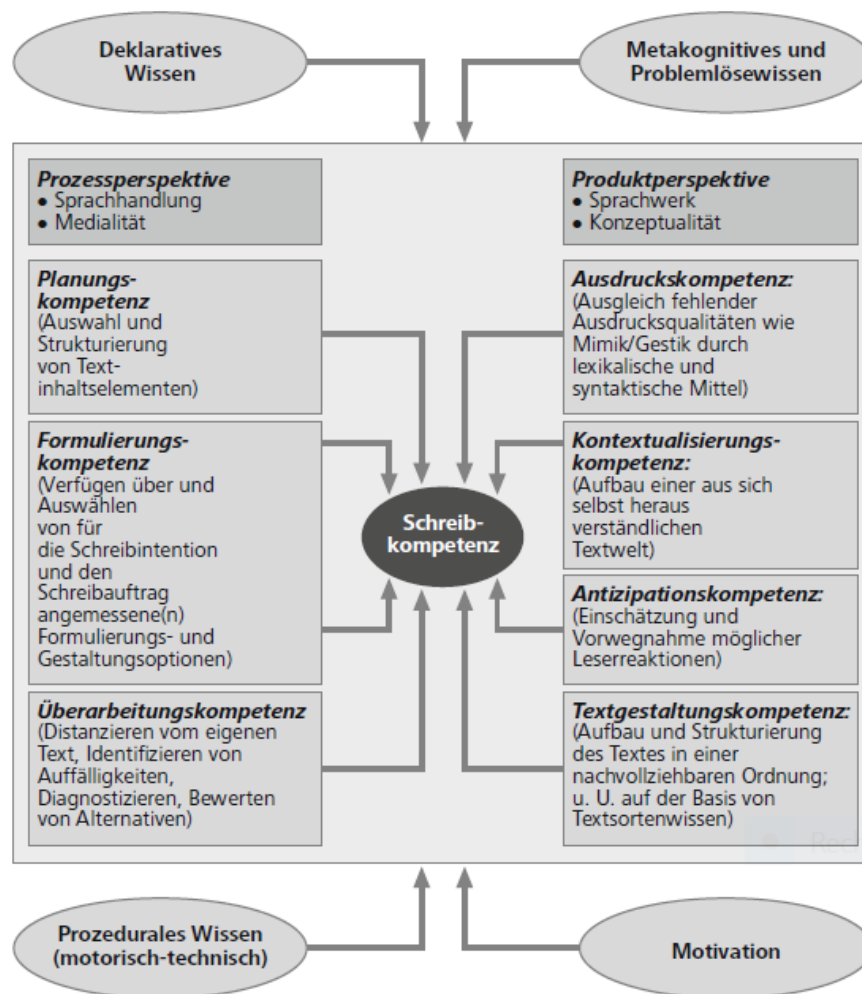 Deklaratives
Wissen
Metakognitives und
Problemlösewissen
Prozessperspektive
• Sprachhandlung
• Medialität
Produktperspektive
• Sprachwerk
• Konzeptualität
Planungs-
kompetenz
(Auswahl und
Strukturierung
von Text-
inhaltselementen)
Ausdruckskompetenz:
(Ausgleich fehlender
Ausdrucksqualitäten wie
Mimik/Gestik durch
lexikalische und
syntaktische Mittel)
Formulierungs-
kompetenz
(Verfügen über und
Auswählen
von für
die Schreibintention
und den
Schreibauftrag
angemessene(n)
Formulierungs- und
Gestaltungsoptionen)
Schreib-
kompetenz
Kontextualisierungs-
kompetenz:
(Aufbau einer aus sich
selbst heraus
verständlichen
Textwelt)
Antizipationskompetenz:
(Einschätzung und
Vorwegnahme möglicher
Leserreaktionen)
Überarbeitungskompetenz
(Distanzieren vom eigenen
Text, Identifizieren von
Auffälligkeiten,
Diagnostizieren, Bewerten
von Alternativen)
Textgestaltungskompetenz:
(Aufbau und Strukturierung
des Textes in einer
nachvollziehbaren Ordnung;
u. U. auf der Basis von
Textsortenwissen)
Prozedurales Wissen
(motorisch-technisch)
Motivation